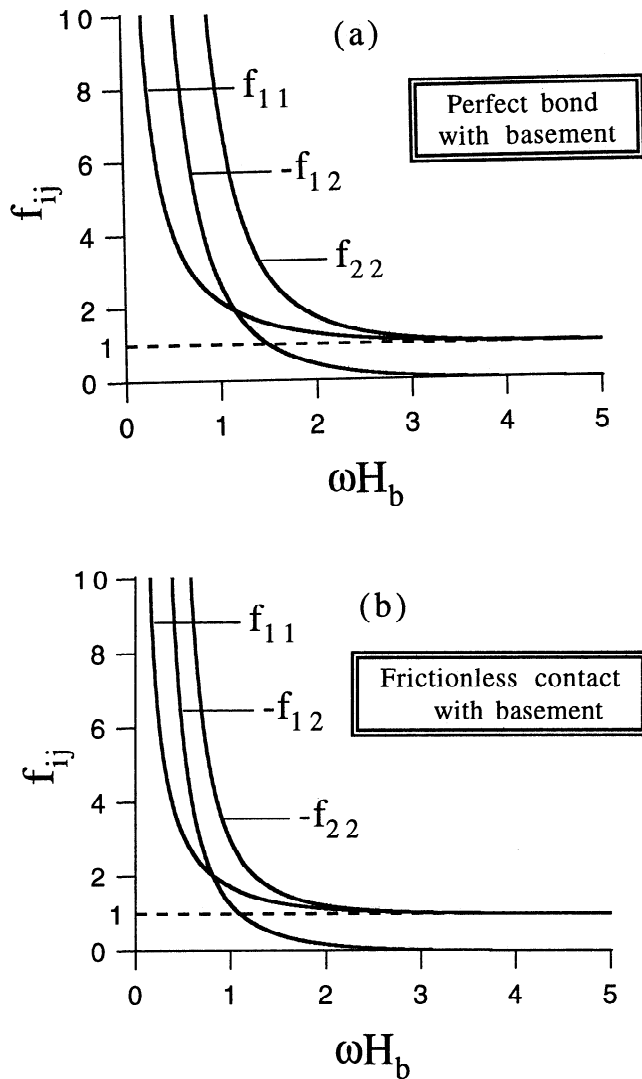 10
(a)
f11
8
Perfect bond
with basement
6
-f12
fij
4
f22
2
1
0
0 1 2 3 4 5
ωHb
10
(b)
f11
8
Frictionless contact
with basement
6
-f12
fij
4
-f22
2
1
0
0 1 2 3 4 5
ωHb